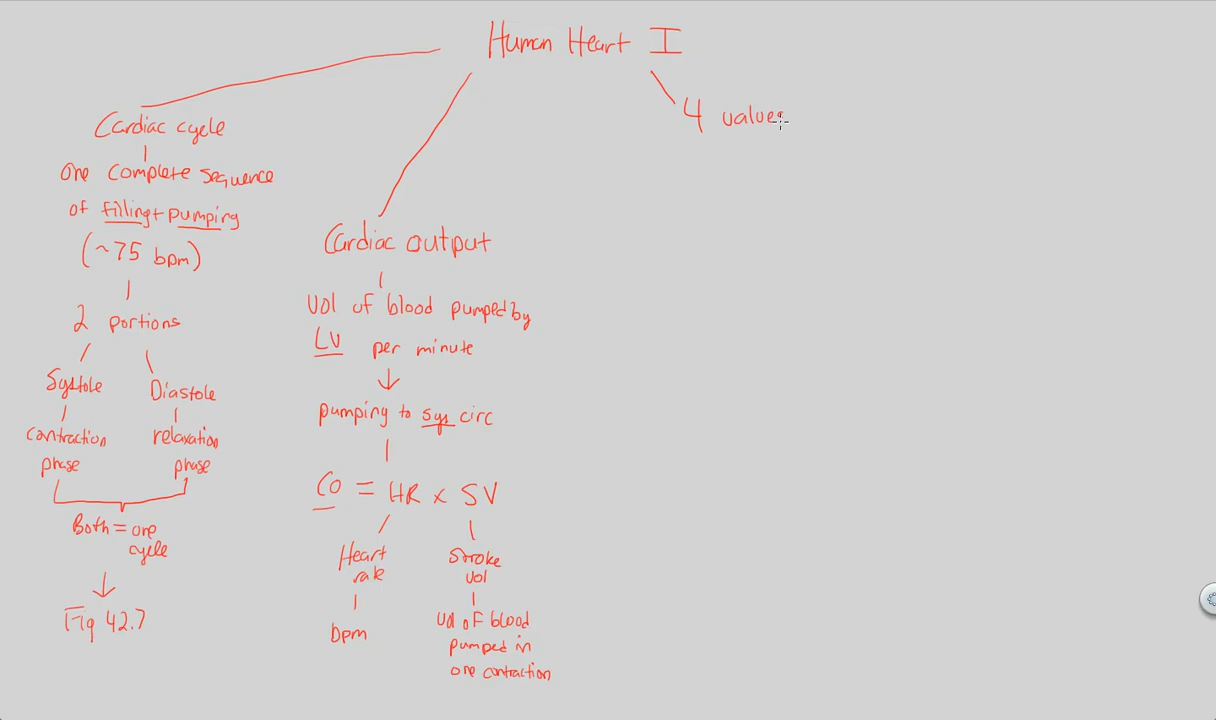 Human Heart I
Cardiac cycle
one complete sequence
of filling + pumping
(~75 bpm)
2 portions
Systole
contraction
phase
Diastole
relaxation
phase
Both = one
cycle
Fig 42.7
Cardiac output
vol of blood pumped by
LV per minute
pumping to sys circ
CO = HR x SV
Heart
rate
bpm
Stroke
vol
vol of blood
pumped in
one contraction
4 values